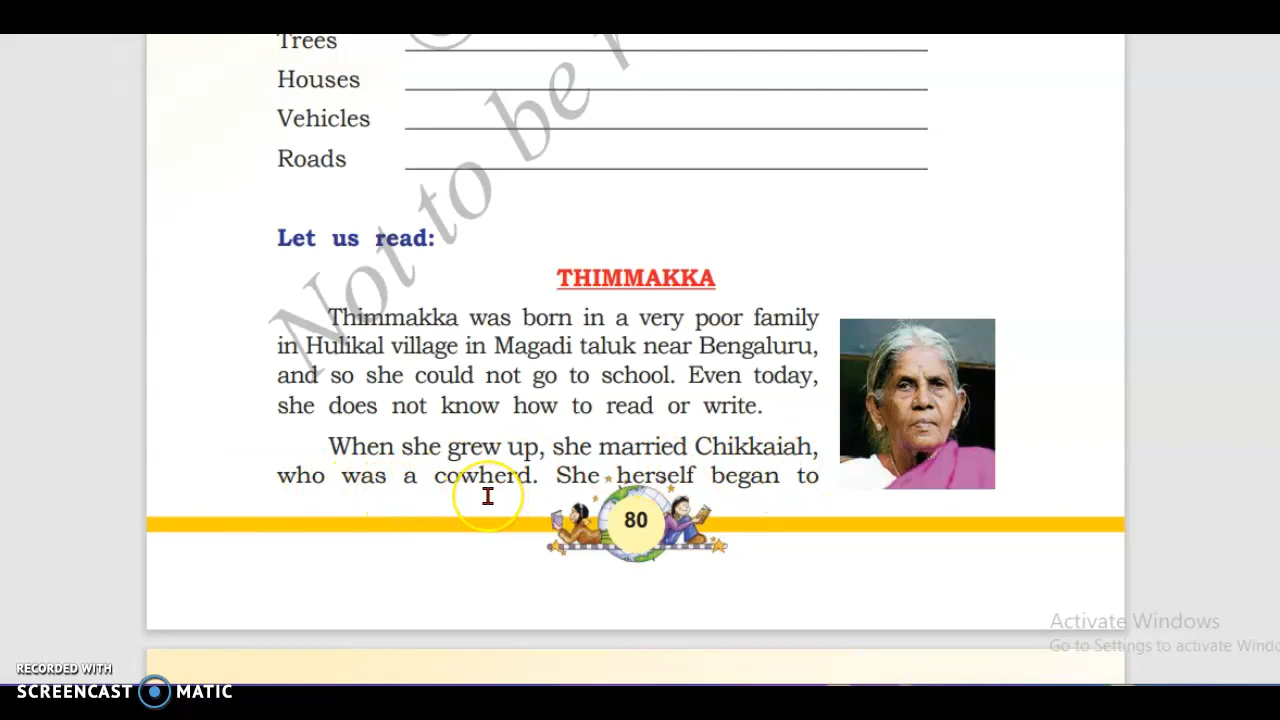 Trees
Houses
Vehicles
Roads
Let us read:
THIMMAKKA
Thimmakka was born in a very poor family
in Hulikal village in Magadi taluk near Bengaluru,
and so she could not go to school. Even today,
she does not know how to read or write.
When she grew up, she married Chikkaiah,
who was a cowherd. She herself began to
80
Not to be r
Activate Windows
Go to Settings to activate Windo
RECORDED WITH
SCREENCAST MATIC